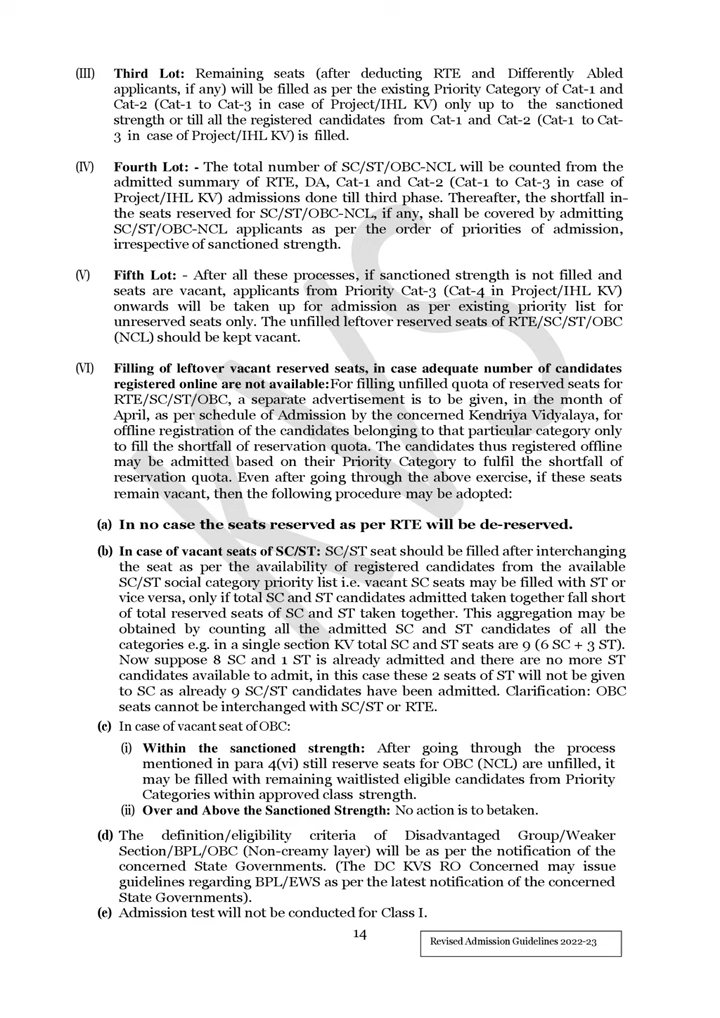 (III) Third Lot: Remaining seats (after deducting RTE and Differently Abled
applicants, if any) will be filled as per the existing Priority Category of Cat-1 and
Cat-2 (Cat-1 to Cat-3 in case of Project/IHL KV) only up to the sanctioned
strength or till all the registered candidates from Cat-1 and Cat-2 (Cat-1 to Cat-
3 in case of Project/IHL KV) is filled.
(IV) Fourth Lot: - The total number of SC/ST/OBC-NCL will be counted from the
admitted summary of RTE, DA, Cat-1 and Cat-2 (Cat-1 to Cat-3 in case of
Project/IHL KV) admissions done till third phase. Thereafter, the shortfall in-
the seats reserved for SC/ST/OBC-NCL, if any, shall be covered by admitting
SC/ST/OBC-NCL applicants as per the order of priorities of admission,
irrespective of sanctioned strength.
(V) Fifth Lot: - After all these processes, if sanctioned strength is not filled and
seats are vacant, applicants from Priority Cat-3 (Cat-4 in Project/IHL KV)
onwards will be taken up for admission as per existing priority list for
unreserved seats only. The unfilled leftover reserved seats of RTE/SC/ST/OBC
(NCL) should be kept vacant.
(VI) Filling of leftover vacant reserved seats, in case adequate number of candidates
registered online are not available:For filling unfilled quota of reserved seats for
RTE/SC/ST/OBC, a separate advertisement is to be given, in the month of
April, as per schedule of Admission by the concerned Kendriya Vidyalaya, for
offline registration of the candidates belonging to that particular category only
to fill the shortfall of reservation quota. The candidates thus registered offline
may be admitted based on their Priority Category to fulfil the shortfall of
reservation quota. Even after going through the above exercise, if these seats
remain vacant, then the following procedure may be adopted:
(a) In no case the seats reserved as per RTE will be de-reserved.
(b) In case of vacant seats of SC/ST: SC/ST seat should be filled after interchanging
the seat as per the availability of registered candidates from the available
SC/ST social category priority list i.e. vacant SC seats may be filled with ST or
vice versa, only if total SC and ST candidates admitted taken together fall short
of total reserved seats of SC and ST taken together. This aggregation may be
obtained by counting all the admitted SC and ST candidates of all the
categories e.g. in a single section KV total SC and ST seats are 9 (6 SC + 3 ST).
Now suppose 8 SC and 1 ST is already admitted and there are no more ST
candidates available to admit, in this case these 2 seats of ST will not be given
to SC as already 9 SC/ST candidates have been admitted. Clarification: OBC
seats cannot be interchanged with SC/ST or RTE.
(c) In case of vacant seat of OBC:
(i) Within the sanctioned strength: After going through the process
mentioned in para 4(vi) still reserve seats for OBC (NCL) are unfilled, it
may be filled with remaining waitlisted eligible candidates from Priority
Categories within approved class strength.
(ii) Over and Above the Sanctioned Strength: No action is to betaken.
(d) The definition/eligibility criteria of Disadvantaged Group/Weaker
Section/BPL/OBC (Non-creamy layer) will be as per the notification of the
concerned State Governments. (The DC KVS RO Concerned may issue
guidelines regarding BPL/EWS as per the latest notification of the concerned
State Governments).
(e) Admission test will not be conducted for Class I.
14
Revised Admission Guidelines 2022-23
KVS